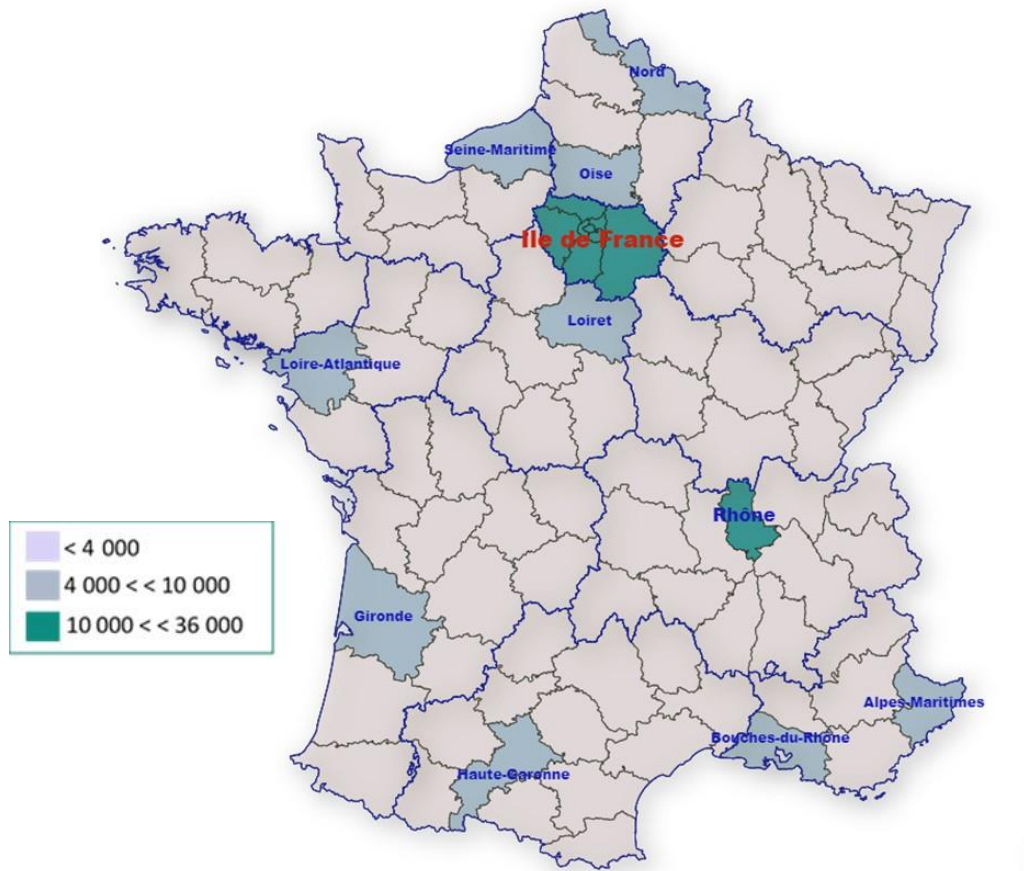 Nord
Seine-Maritime
Oise
Ile de France
Loiret
Loire-Atlantique
Rhône
< 4 000
4 000 < < 10 000
10 000 < < 36 000
Gironde
Alpes-Maritimes
Bouches-du-Rhône
Haute-Garonne